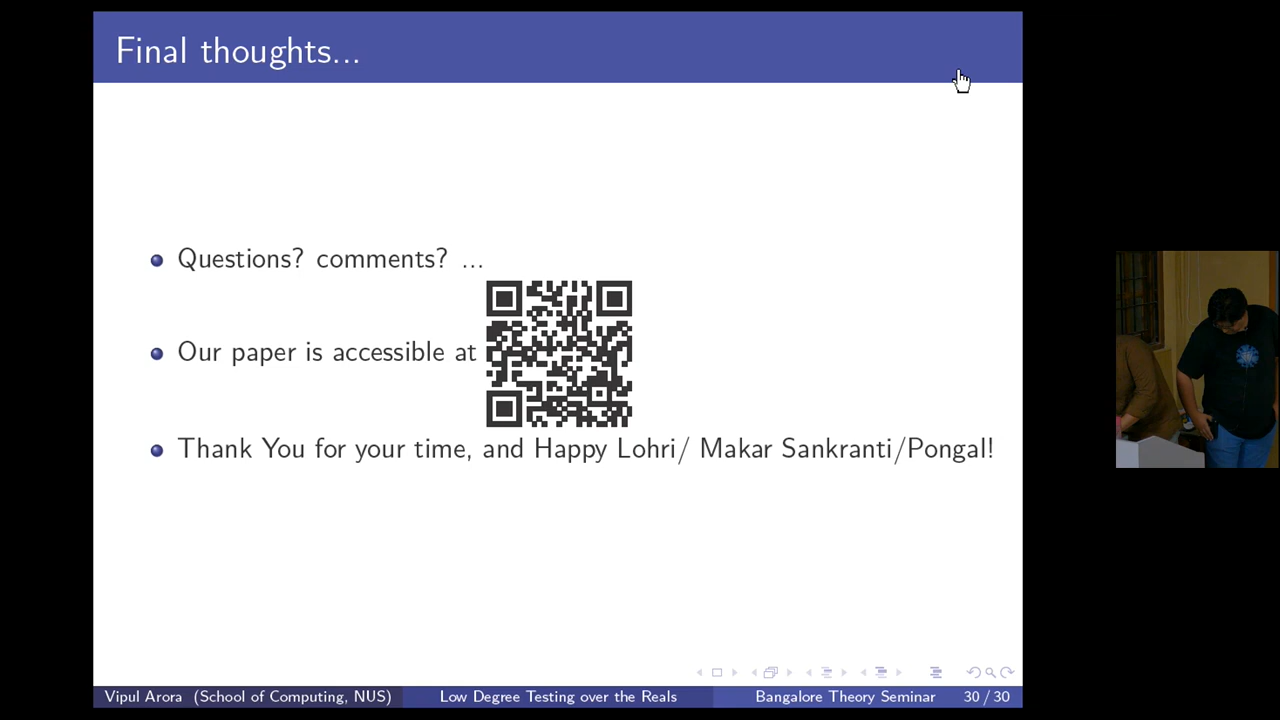 Final thoughts...
Questions? comments? ...
Our paper is accessible at
Thank You for your time, and Happy Lohri/ Makar Sankranti/Pongal!
Vipul Arora (School of Computing, NUS) Low Degree Testing over the Reals Bangalore Theory Seminar 30 / 30